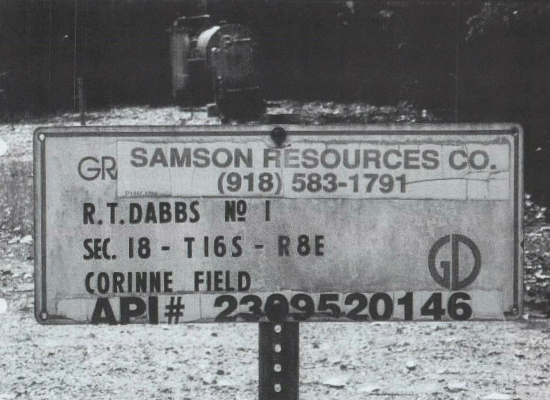 GR SAMSON RESOURCES CO.
(918) 583-1791
R.T. DABBS Nº 1
SEC. 18 - T16S - R8E
CORINNE FIELD
GD
API# 2309520146